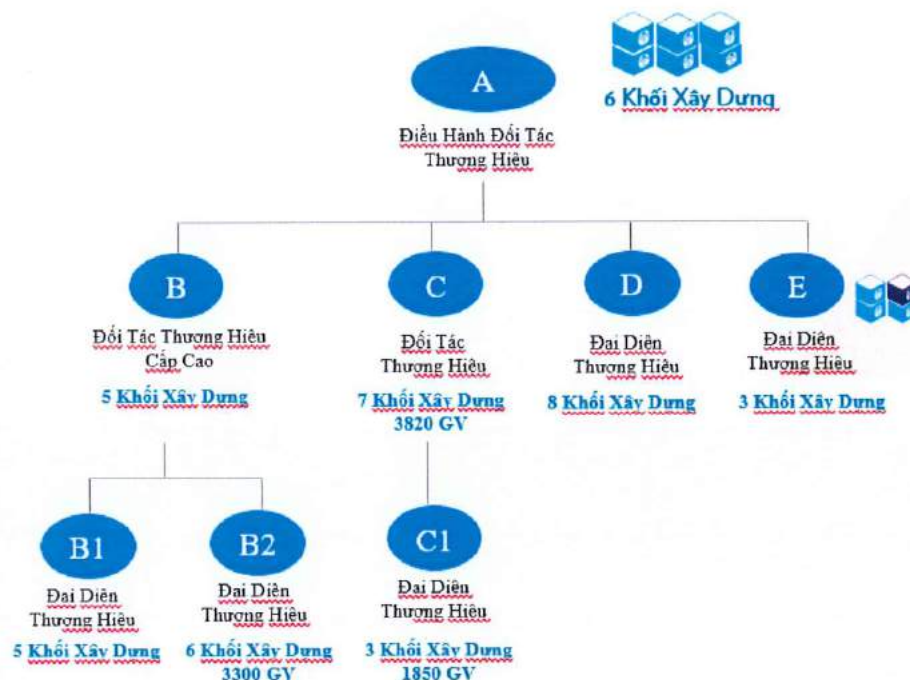 A
6 Khối Xây Dựng
Điều Hành Đối Tác
Thương Hiệu
B
Đối Tác Thương Hiệu
Cấp Cao
5 Khối Xây Dựng
C
Đối Tác
Thương Hiệu
7 Khối Xây Dựng
3820 GV
D
Đại Diện
Thương Hiệu
8 Khối Xây Dựng
E
Đại Diện
Thương Hiệu
3 Khối Xây Dựng
B1
Đại Diện
Thương Hiệu
5 Khối Xây Dựng
B2
Đại Diện
Thương Hiệu
6 Khối Xây Dựng
3300 GV
C1
Đại Diện
Thương Hiệu
3 Khối Xây Dựng
1850 GV